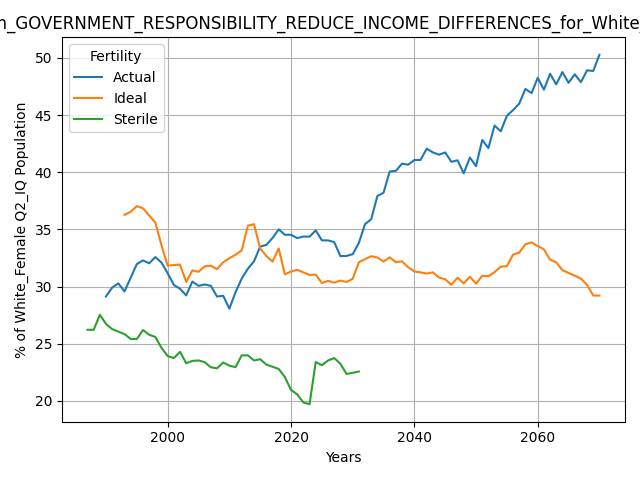 n_GOVERNMENT_RESPONSIBILITY_REDUCE_INCOME_DIFFERENCES_for_White_
Fertility
Actual
Ideal
Sterile
50
45
40
35
30
25
20
% of White_Female Q2_IQ Population
2000
2020
2040
2060
Years